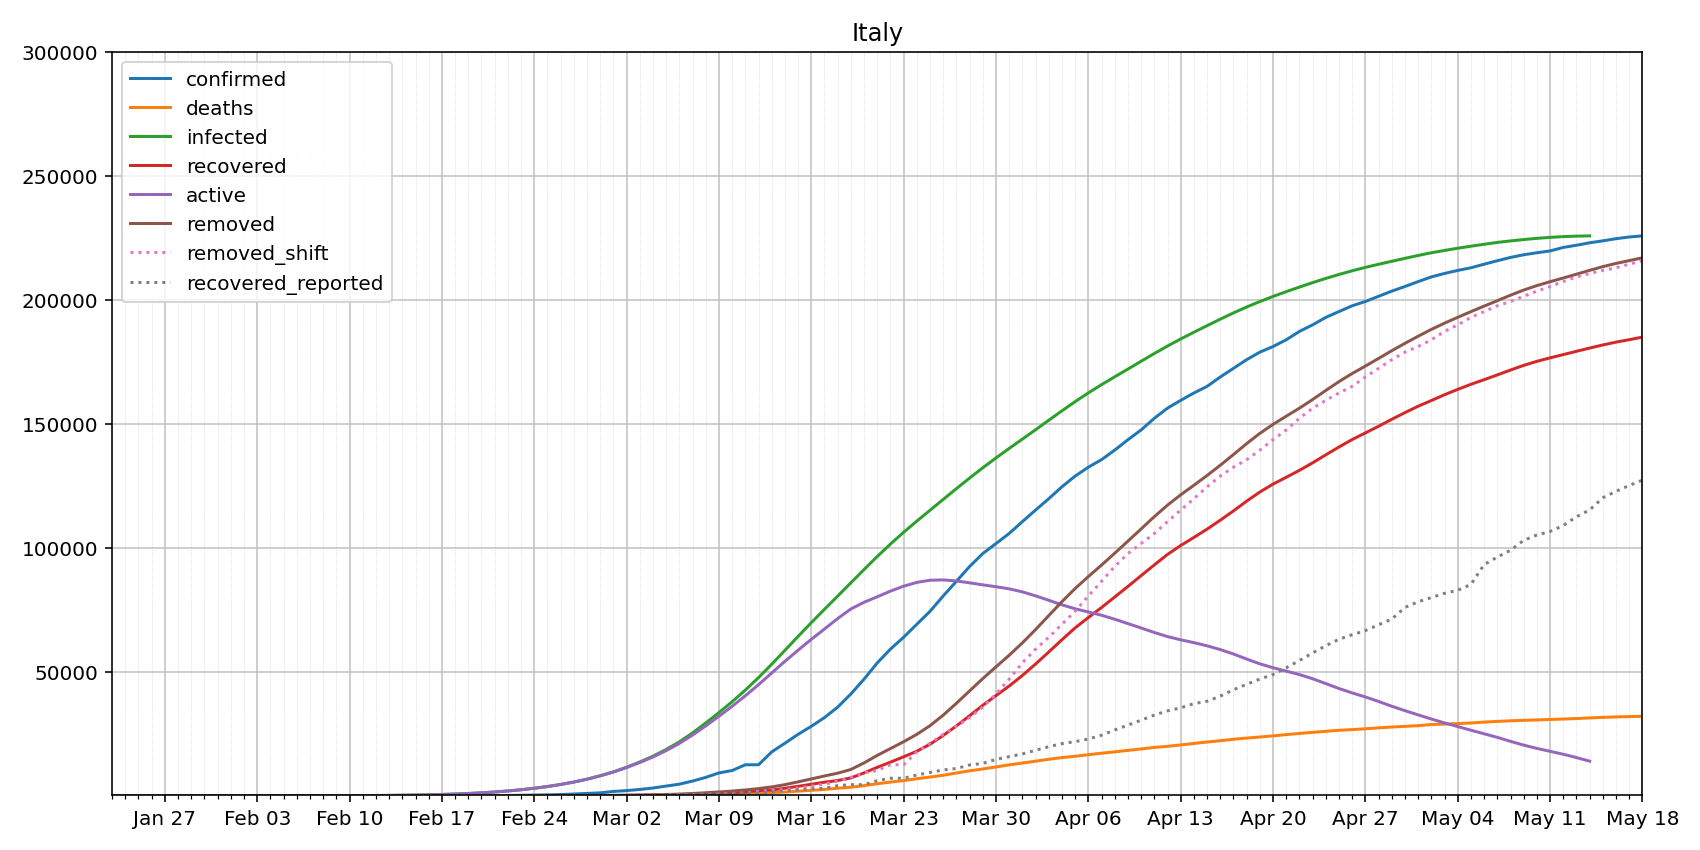 Italy
300000
250000
200000
150000
100000
50000
confirmed
deaths
infected
recovered
active
removed
removed_shift
recovered_reported
Jan 27 Feb 03 Feb 10 Feb 17 Feb 24 Mar 02 Mar 09 Mar 16 Mar 23 Mar 30 Apr 06 Apr 13 Apr 20 Apr 27 May 04 May 11 May 18